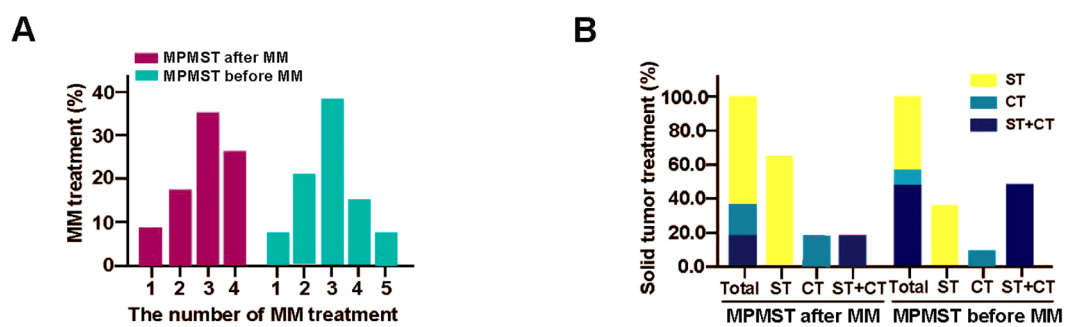 A
MPMST after MM
MPMST before MM
MM treatment (%)
40
30
20
10
0
1 2 3 4 1 2 3 4 5
The number of MM treatment
B
Solid tumor treatment (%)
ST
CT
ST+CT
100.0
80.0
60.0
40.0
20.0
0.0
Total ST CT ST+CT Total ST CT ST+CT
MPMST after MM MPMST before MM